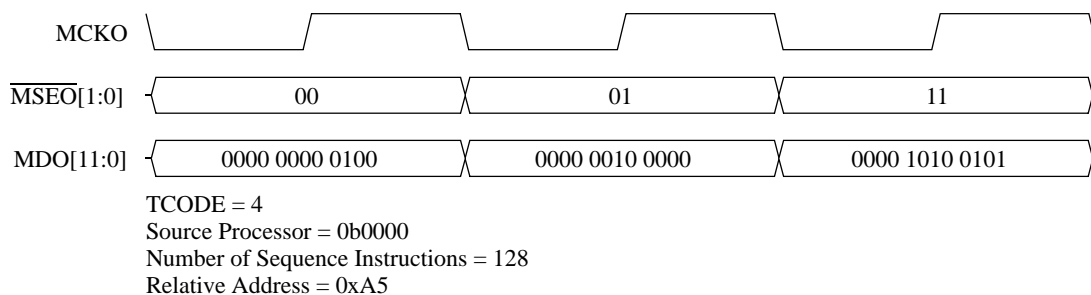 MCKO
MSEO[1:0] 00 01 11
MDO[11:0] 0000 0000 0100 0000 0010 0000 0000 1010 0101
TCODE = 4
Source Processor = 0b0000
Number of Sequence Instructions = 128
Relative Address = 0xA5